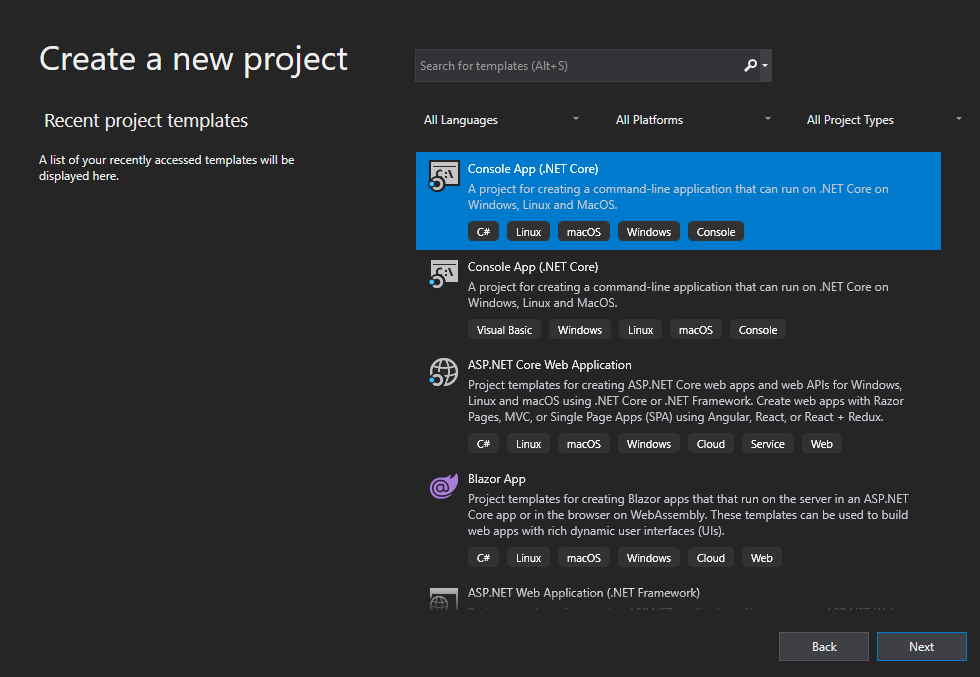 Create a new project
Search for templates (Alt+S)
Recent project templates
A list of your recently accessed templates will be
displayed here.
All Languages
All Platforms
All Project Types
Console App (.NET Core)
A project for creating a command-line application that can run on .NET Core on
Windows, Linux and MacOS.
C# Linux macOS Windows Console
Console App (.NET Core)
A project for creating a command-line application that can run on .NET Core on
Windows, Linux and MacOS.
Visual Basic Windows Linux macOS Console
ASP.NET Core Web Application
Project templates for creating ASP.NET Core web apps and web APIs for Windows,
Linux and macOS using .NET Core or .NET Framework. Create web apps with Razor
Pages, MVC, or Single Page Apps (SPA) using Angular, React, or React + Redux.
C# Linux macOS Windows Cloud Service Web
Blazor App
Project templates for creating Blazor apps that that run on the server in an ASP.NET
Core app or in the browser on WebAssembly. These templates can be used to build
web apps with rich dynamic user interfaces (UIs).
C# Linux macOS Windows Cloud Web
ASP.NET Web Application (.NET Framework)
Back
Next